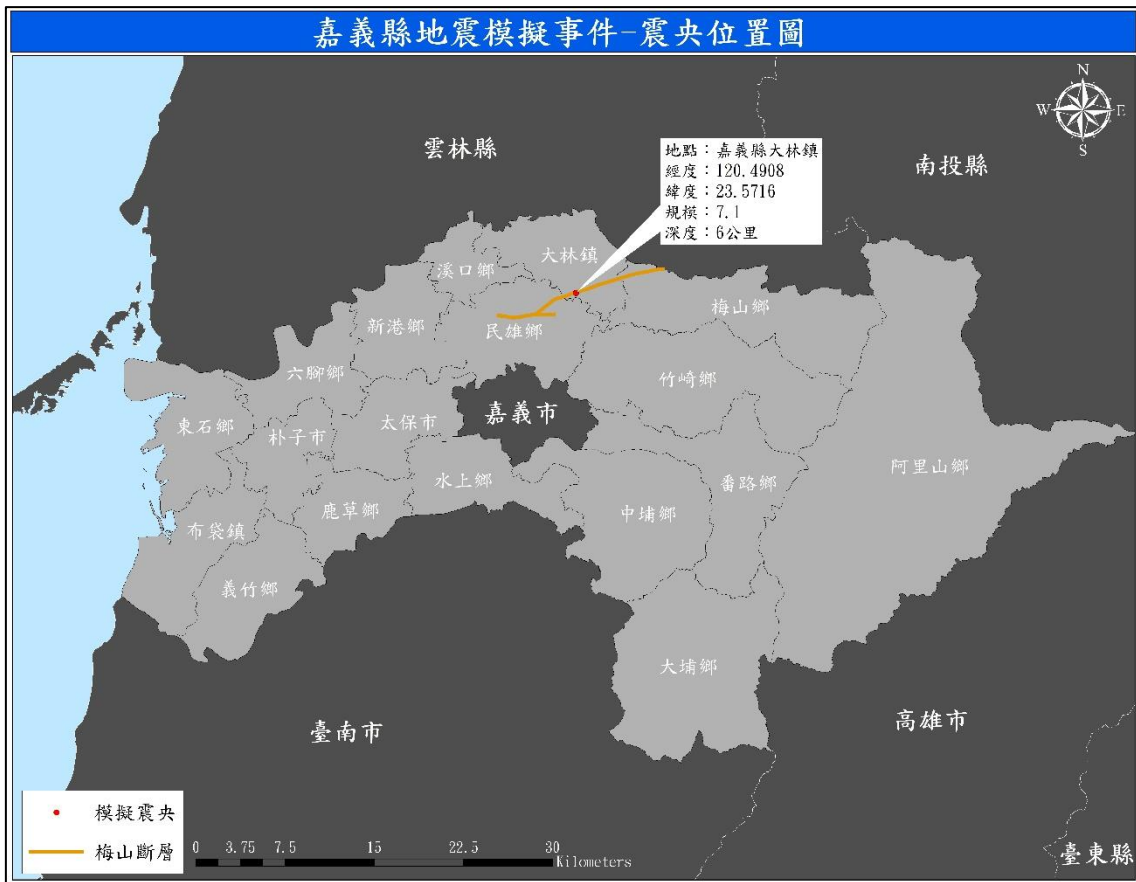 嘉義縣地震模擬事件-震央位置圖
N
W
E
S
雲林縣
南投縣
地點：嘉義縣大林鎮
經度：120.4908
緯度：23.5716
規模：7.1
深度：6公里
大林鎮
溪口鄉
梅山鄉
新港鄉
民雄鄉
六腳鄉
竹崎鄉
嘉義市
太保市
東石鄉
朴子市
阿里山鄉
水上鄉
番路鄉
鹿草鄉
中埔鄉
布袋鎮
義竹鄉
大埔鄉
臺南市
高雄市
臺東縣
模擬震央
梅山斷層
0 3.75 7.5 15 22.5 30
Kilometers